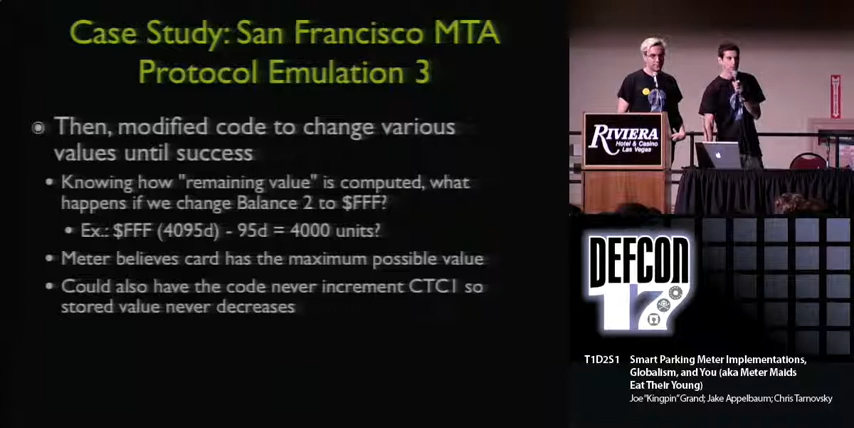 Case Study: San Francisco MTA
Protocol Emulation 3
Then, modified code to change various
values until success
Knowing how "remaining value" is computed, what
happens if we change Balance 2 to $FFF?
Ex.: $FFF (4095d) - 95d = 4000 units?
Meter believes card has the maximum possible value
Could also have the code never increment CTC1 so
stored value never decreases
RIVIERA
Hotel & Casino
Las Vegas
DEFCON
17
T1D2S1
Smart Parking Meter Implementations,
Globalism, and You (aka Meter Maids
Eat Their Young)
Joe "Kingpin" Grand; Jake Appelbaum; Chris Tarnovsky